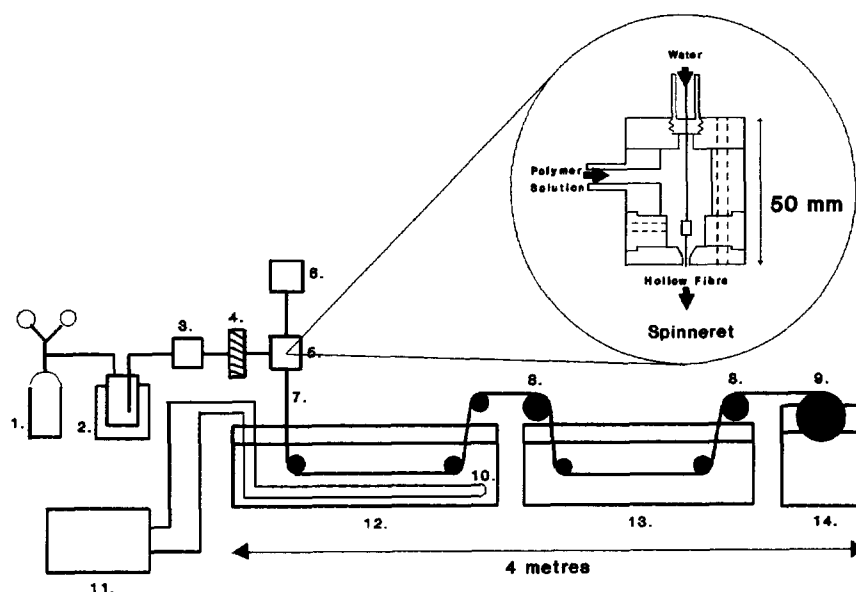 Water
Polymer
Solution
50 mm
Hollow Fibre
Spinneret
6.
3.
4.
5.
1.
2.
7.
8.
8.
9.
10.
11.
12.
13.
14.
4 metres